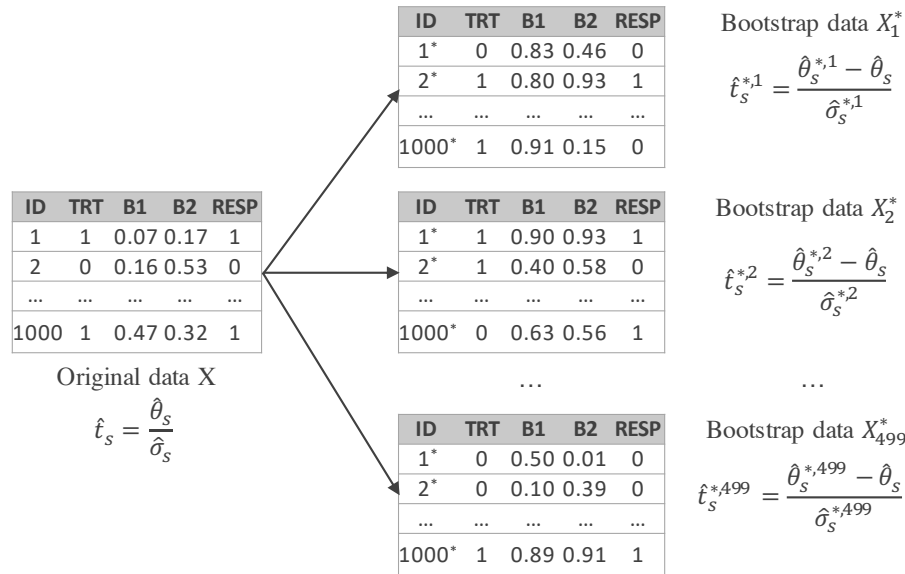 ID TRT B1 B2 RESP
1* 0 0.83 0.46 0
2* 1 0.80 0.93 1
... ... ... ... ...
1000* 1 0.91 0.15 0
Bootstrap data X₁*
t̂ₛ*,¹ = (θ̂ₛ*,¹ − θ̂ₛ) / σ̂ₛ*,¹
ID TRT B1 B2 RESP
1 1 0.07 0.17 1
2 0 0.16 0.53 0
... ... ... ... ...
1000 1 0.47 0.32 1
Original data X
t̂ₛ = θ̂ₛ / σ̂ₛ
ID TRT B1 B2 RESP
1* 1 0.90 0.93 1
2* 1 0.40 0.58 0
... ... ... ... ...
1000* 0 0.63 0.56 1
Bootstrap data X₂*
t̂ₛ*,² = (θ̂ₛ*,² − θ̂ₛ) / σ̂ₛ*,²
... ...
ID TRT B1 B2 RESP
1* 0 0.50 0.01 0
2* 0 0.10 0.39 0
... ... ... ... ...
1000* 1 0.89 0.91 1
Bootstrap data X₄₉₉*
t̂ₛ*,⁴⁹⁹ = (θ̂ₛ*,⁴⁹⁹ − θ̂ₛ) / σ̂ₛ*,⁴⁹⁹